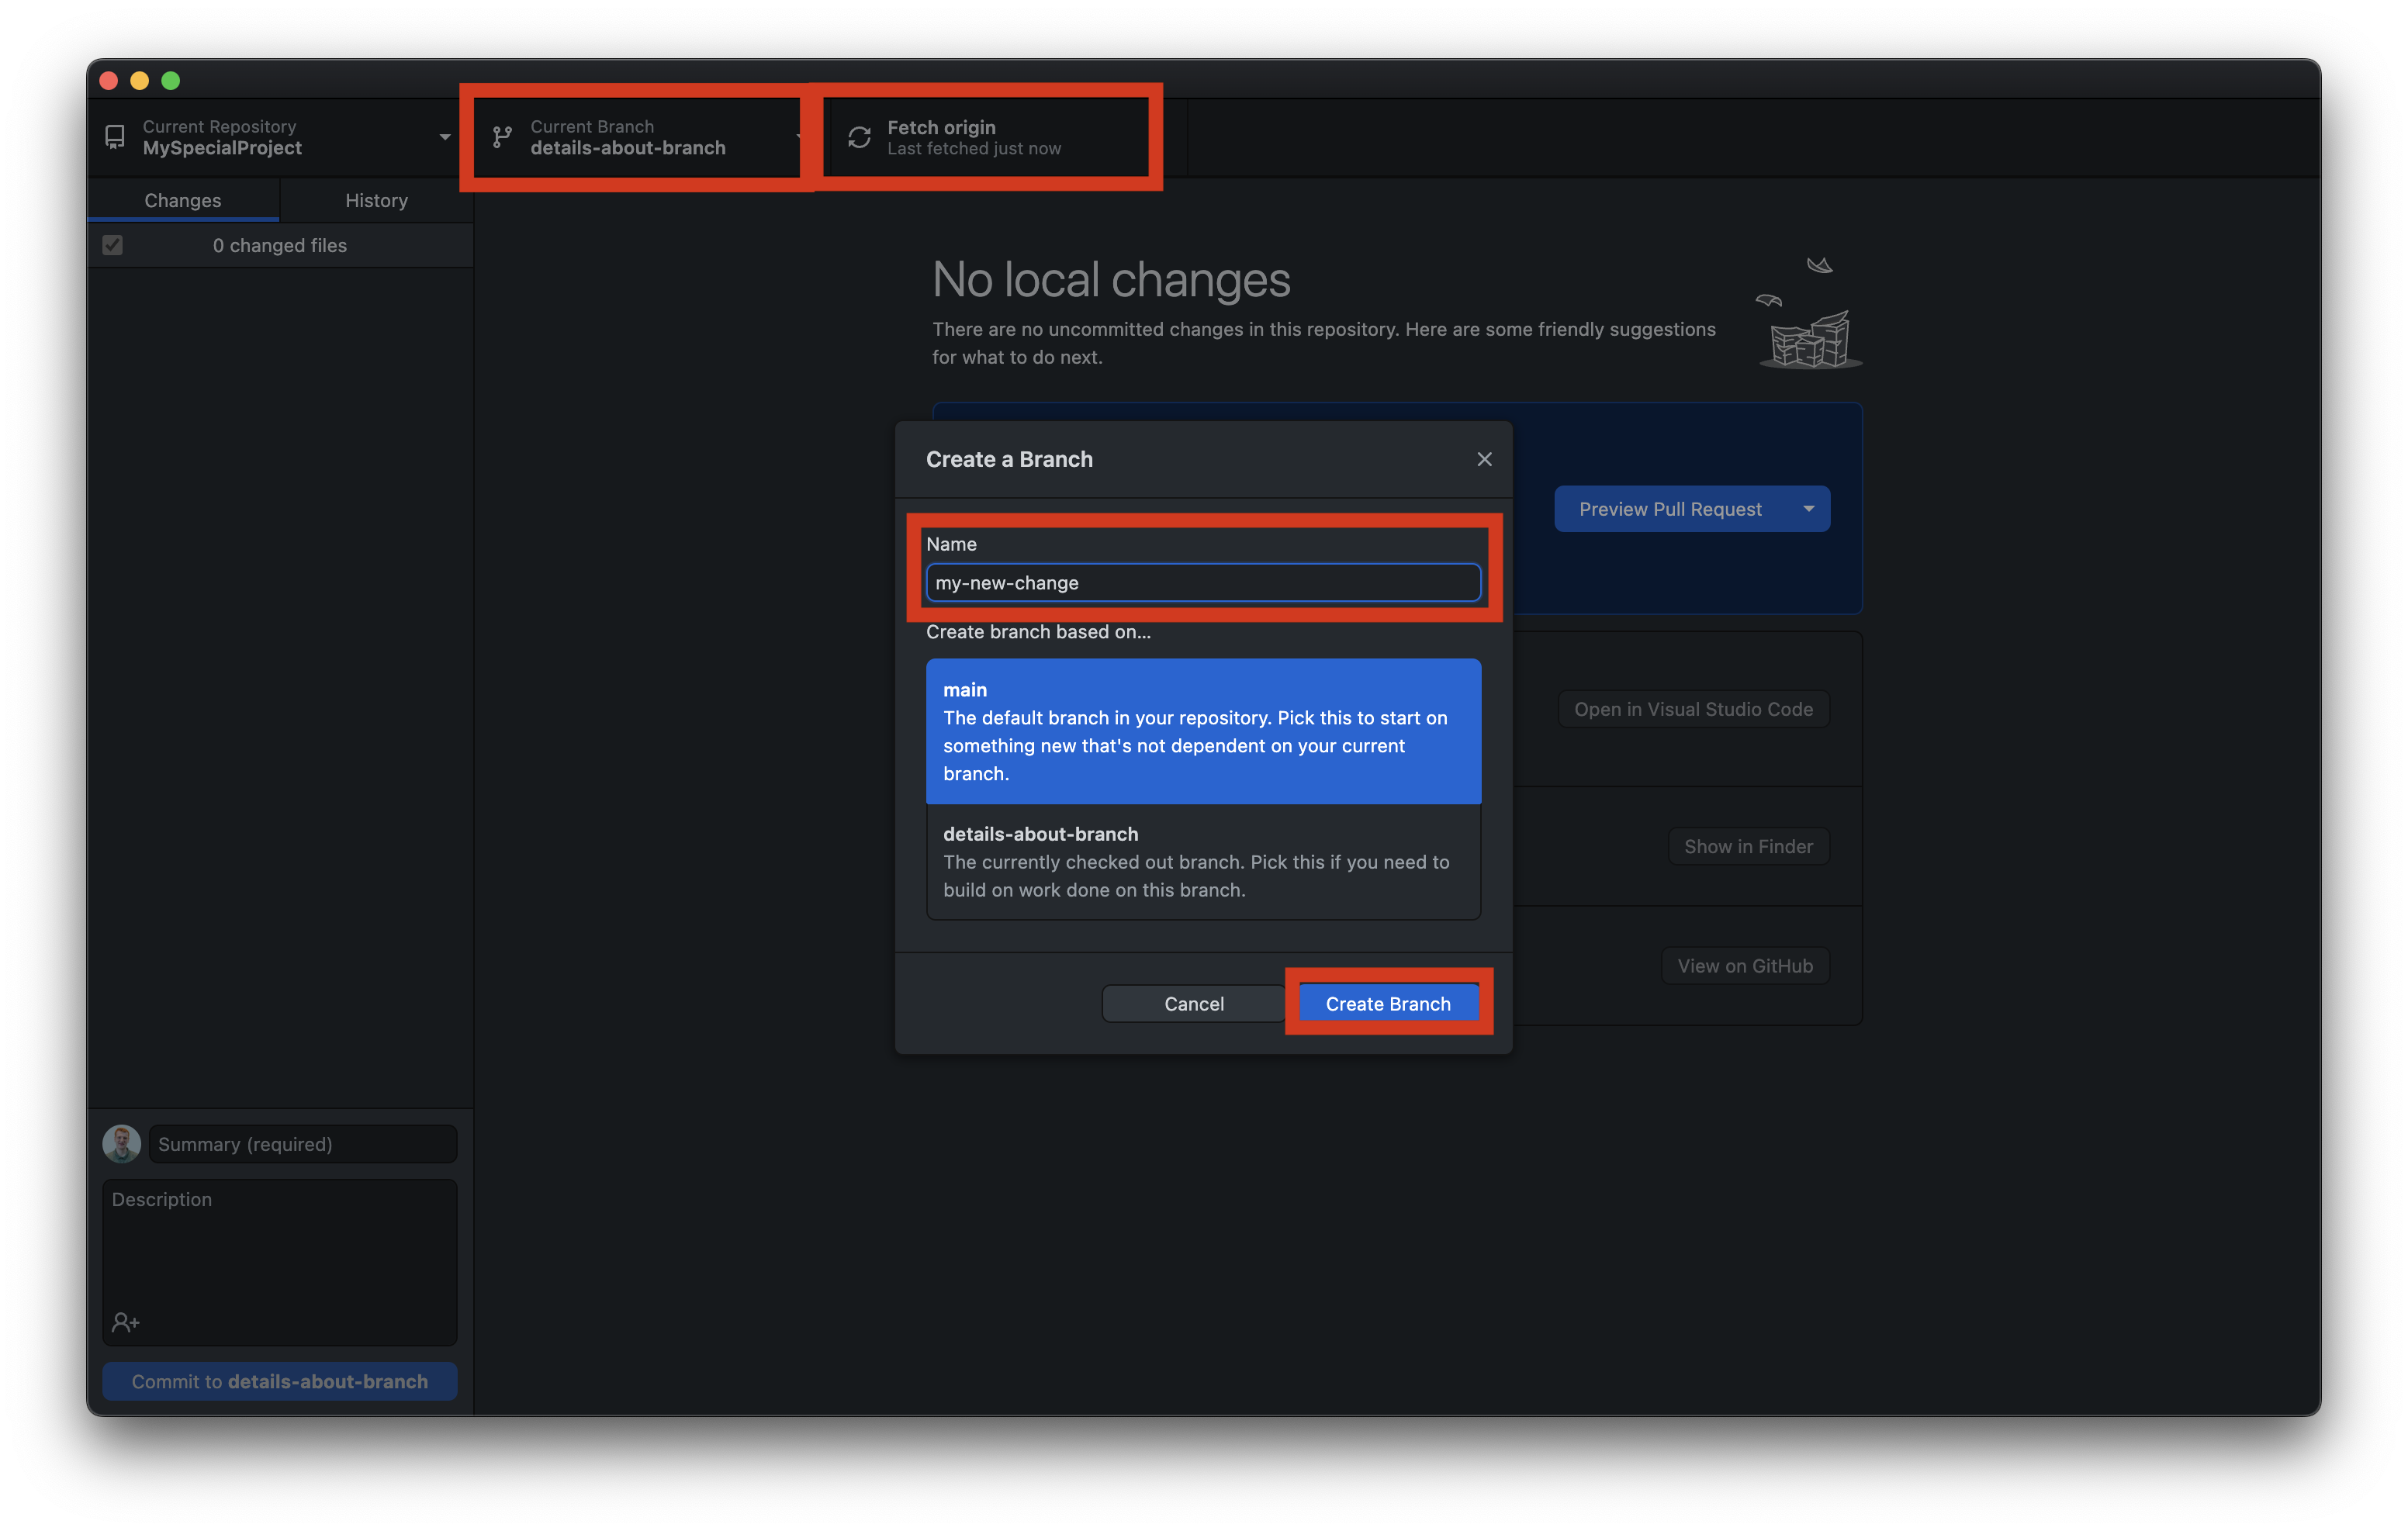 Current Repository
MySpecialProject
Current Branch
details-about-branch
Fetch origin
Last fetched just now
Changes
History
0 changed files
No local changes
There are no uncommitted changes in this repository. Here are some friendly suggestions
for what to do next.
Create a Branch
Preview Pull Request
Name
my-new-change
Create branch based on...
main
The default branch in your repository. Pick this to start on
something new that's not dependent on your current
branch.
Open in Visual Studio Code
details-about-branch
The currently checked out branch. Pick this if you need to
build on work done on this branch.
Show in Finder
View on GitHub
Cancel
Create Branch
Summary (required)
Description
Commit to details-about-branch